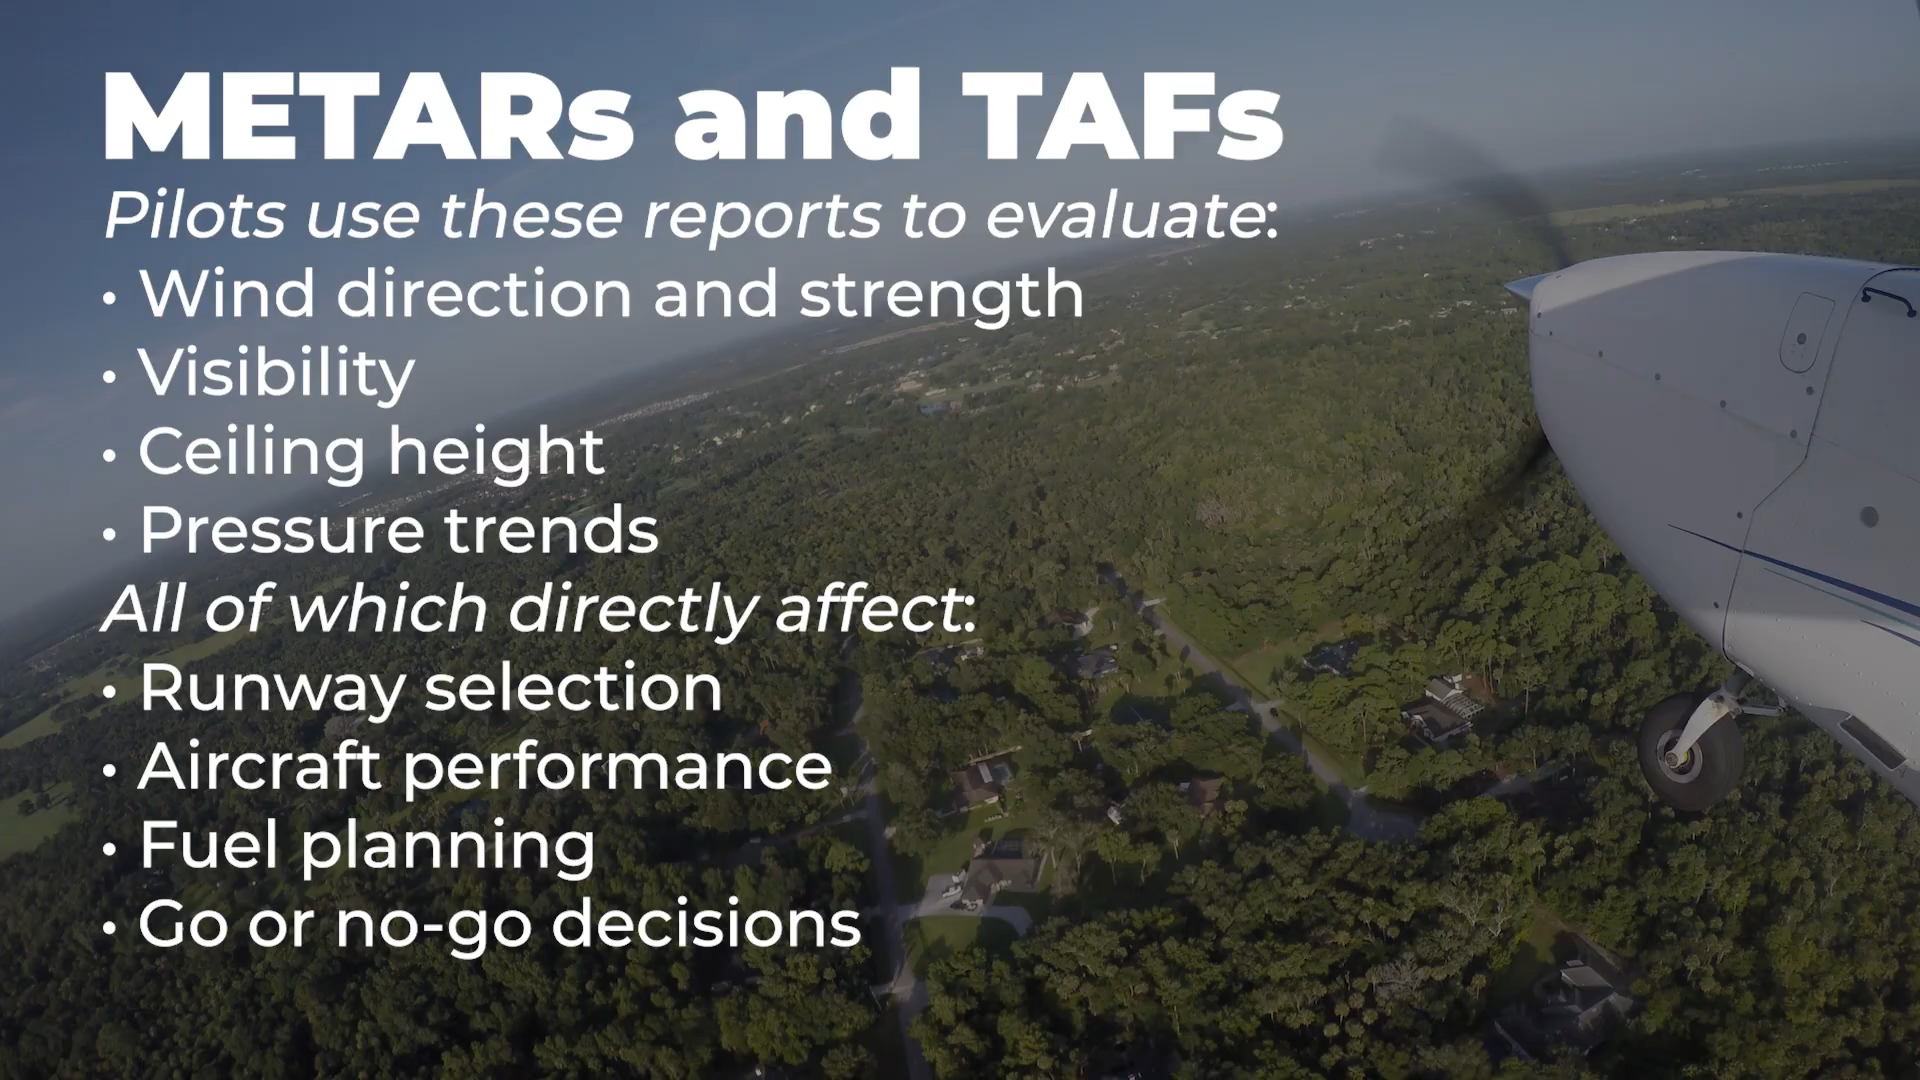 METARs and TAFs
Pilots use these reports to evaluate:
• Wind direction and strength
• Visibility
• Ceiling height
• Pressure trends
All of which directly affect:
• Runway selection
• Aircraft performance
• Fuel planning
• Go or no-go decisions